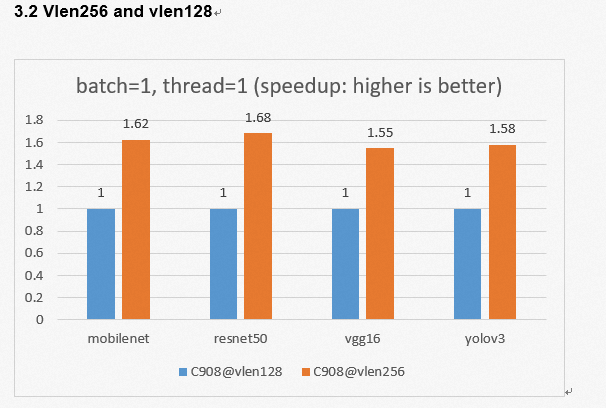 3.2 Vlen256 and vlen128
batch=1, thread=1 (speedup: higher is better)
1.8
1.6
1.4
1.2
1
0.8
0.6
0.4
0.2
0
1 1.62 1 1.68 1 1.55 1 1.58
mobilenet resnet50 vgg16 yolov3
C908@vlen128 C908@vlen256